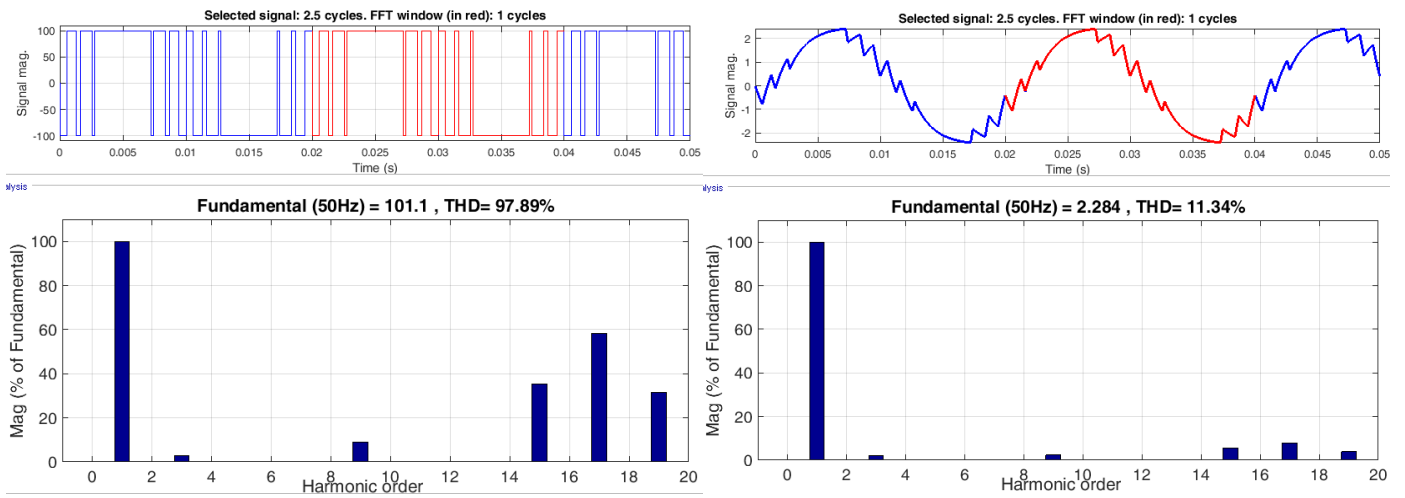 Selected signal: 2.5 cycles. FFT window (in red): 1 cycles
Signal mag.
100
50
0
-50
-100
0 0.005 0.01 0.015 0.02 0.025 0.03 0.035 0.04 0.045 0.05
Time (s)
alysis
Fundamental (50Hz) = 101.1 , THD= 97.89%
Mag (% of Fundamental)
100
80
60
40
20
0
0 2 4 6 8 10 12 14 16 18 20
Harmonic order
Selected signal: 2.5 cycles. FFT window (in red): 1 cycles
Signal mag.
2
1
0
-1
-2
0 0.005 0.01 0.015 0.02 0.025 0.03 0.035 0.04 0.045 0.05
Time (s)
alysis
Fundamental (50Hz) = 2.284 , THD= 11.34%
Mag (% of Fundamental)
100
80
60
40
20
0
0 2 4 6 8 10 12 14 16 18 20
Harmonic order